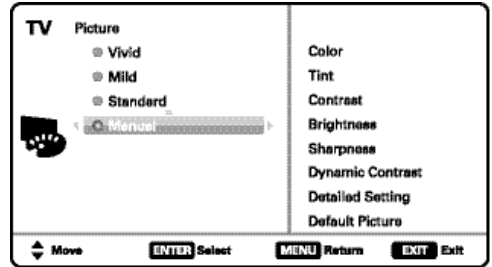 TV Picture
Vivid
Mild
Standard
Manual
Color
Tint
Contrast
Brightness
Sharpness
Dynamic Contrast
Detailed Setting
Default Picture
Move ENTER Select MENU Return EXIT Exit